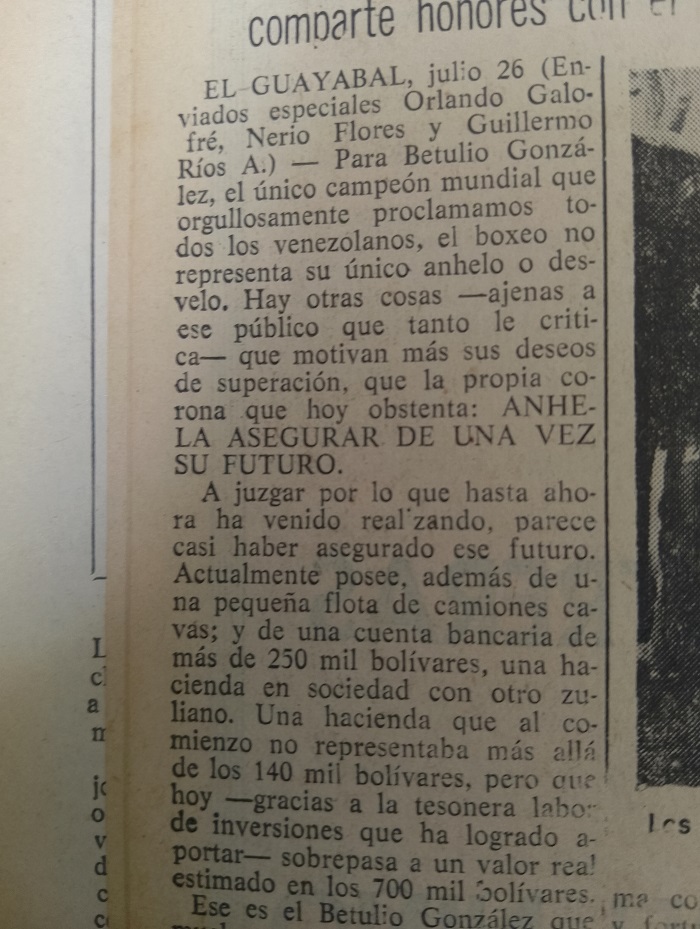 comparte honores con el
EL GUAYABAL, julio 26 (En-
viados especiales Orlando Galo-
fré, Nerio Flores y Guillermo
Ríos A.) — Para Betulio Gonzá-
lez, el único campeón mundial que
orgullosamente proclamamos to-
dos los venezolanos, el boxeo no
representa su único anhelo o des-
velo. Hay otras cosas —ajenas a
ese público que tanto le criti-
ca— que motivan más sus deseos
de superación, que la propia co-
rona que hoy obstenta: ANHE-
LA ASEGURAR DE UNA VEZ
SU FUTURO.
A juzgar por lo que hasta aho-
ra ha venido real'zando, parece
casi haber asegurado ese futuro.
Actualmente posee, además de u-
na pequeña flota de camiones ca-
vas; y de una cuenta bancaria de
más de 250 mil bolívares, una ha-
cienda en sociedad con otro zu-
liano. Una hacienda que al co-
mienzo no representaba más allá
de los 140 mil bolívares, pero que
hoy —gracias a la tesonera labor
de inversiones que ha logrado a-
portar— sobrepasa a un valor real
estimado en los 700 mil bolívares.
Ese es el Betulio González que
Los
ma co
y fort